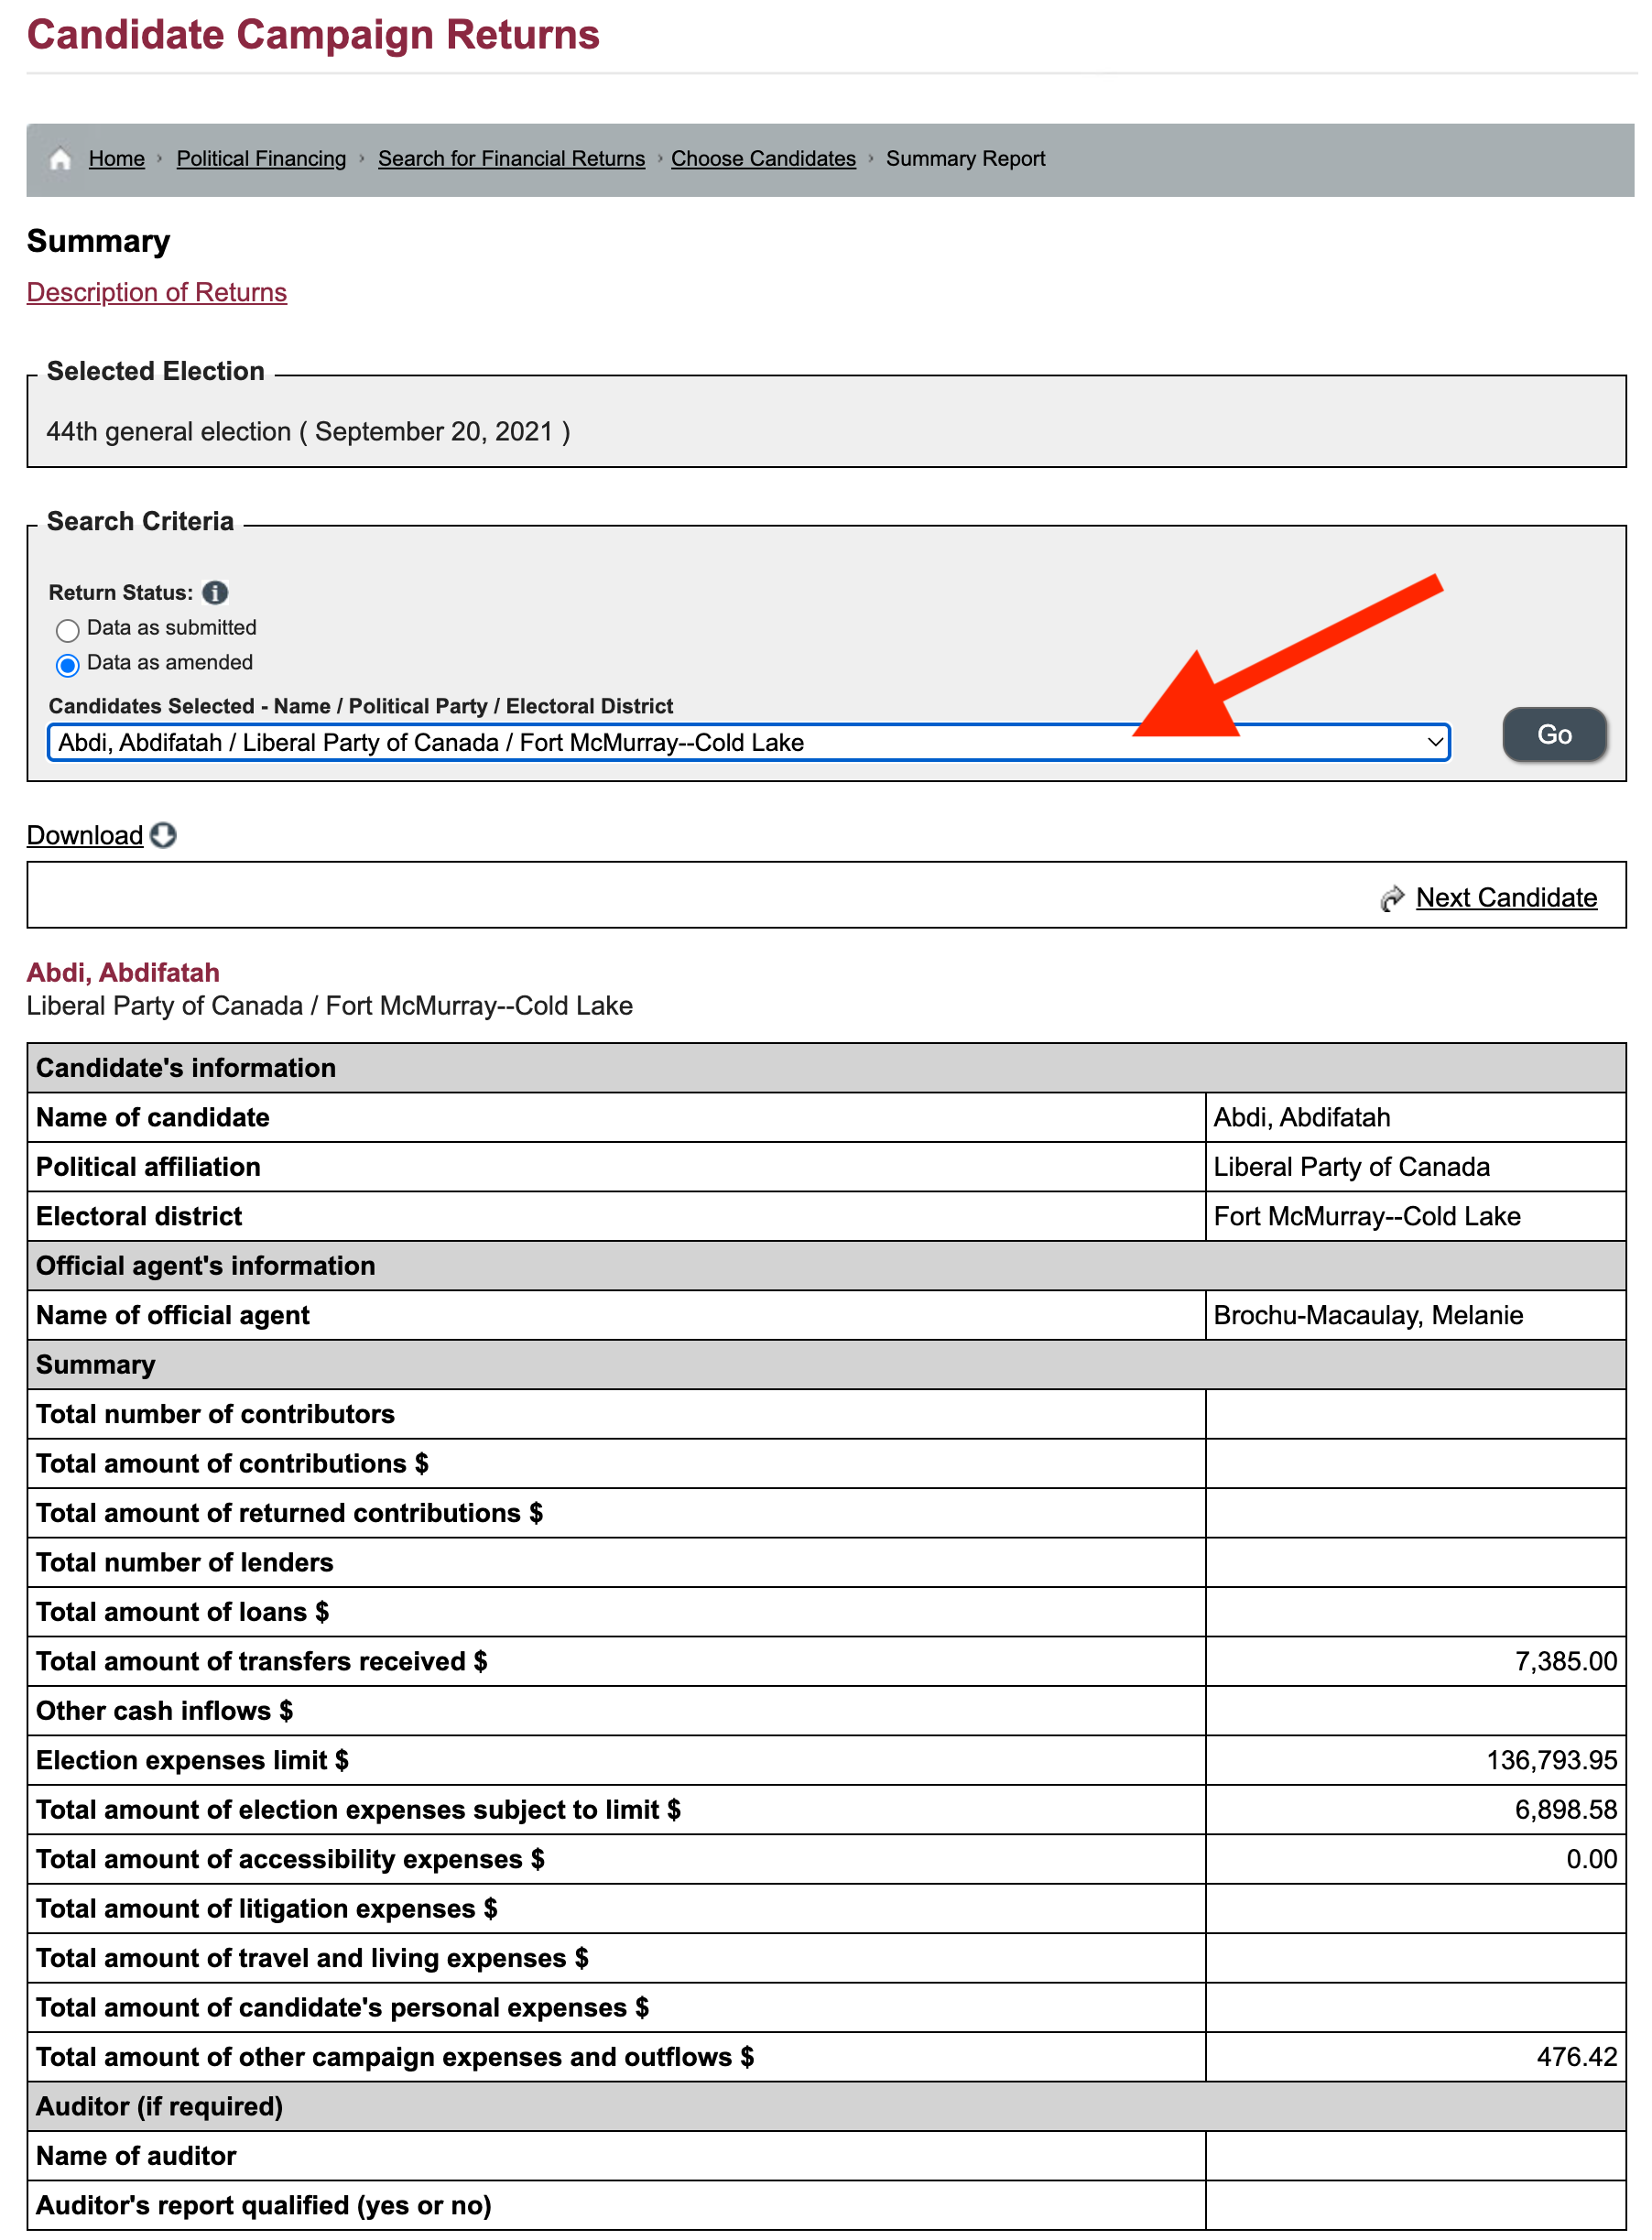 Candidate Campaign Returns
Home › Political Financing › Search for Financial Returns › Choose Candidates › Summary Report
Summary
Description of Returns
Selected Election
44th general election ( September 20, 2021 )
Search Criteria
Return Status: i
Data as submitted
Data as amended
Candidates Selected - Name / Political Party / Electoral District
Abdi, Abdifatah / Liberal Party of Canada / Fort McMurray--Cold Lake
Go
Download
Next Candidate
Abdi, Abdifatah
Liberal Party of Canada / Fort McMurray--Cold Lake
Candidate's information
Name of candidate Abdi, Abdifatah
Political affiliation Liberal Party of Canada
Electoral district Fort McMurray--Cold Lake
Official agent's information
Name of official agent Brochu-Macaulay, Melanie
Summary
Total number of contributors
Total amount of contributions $
Total amount of returned contributions $
Total number of lenders
Total amount of loans $
Total amount of transfers received $ 7,385.00
Other cash inflows $
Election expenses limit $ 136,793.95
Total amount of election expenses subject to limit $ 6,898.58
Total amount of accessibility expenses $ 0.00
Total amount of litigation expenses $
Total amount of travel and living expenses $
Total amount of candidate's personal expenses $
Total amount of other campaign expenses and outflows $ 476.42
Auditor (if required)
Name of auditor
Auditor's report qualified (yes or no)